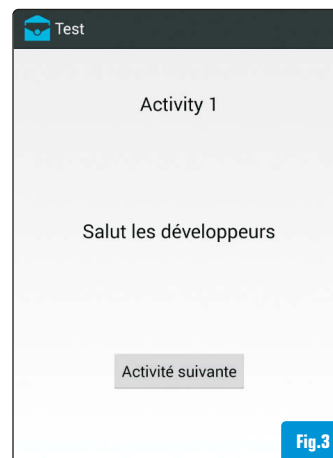 Test
Activity 1
Salut les développeurs
Activité suivante
Fig.3